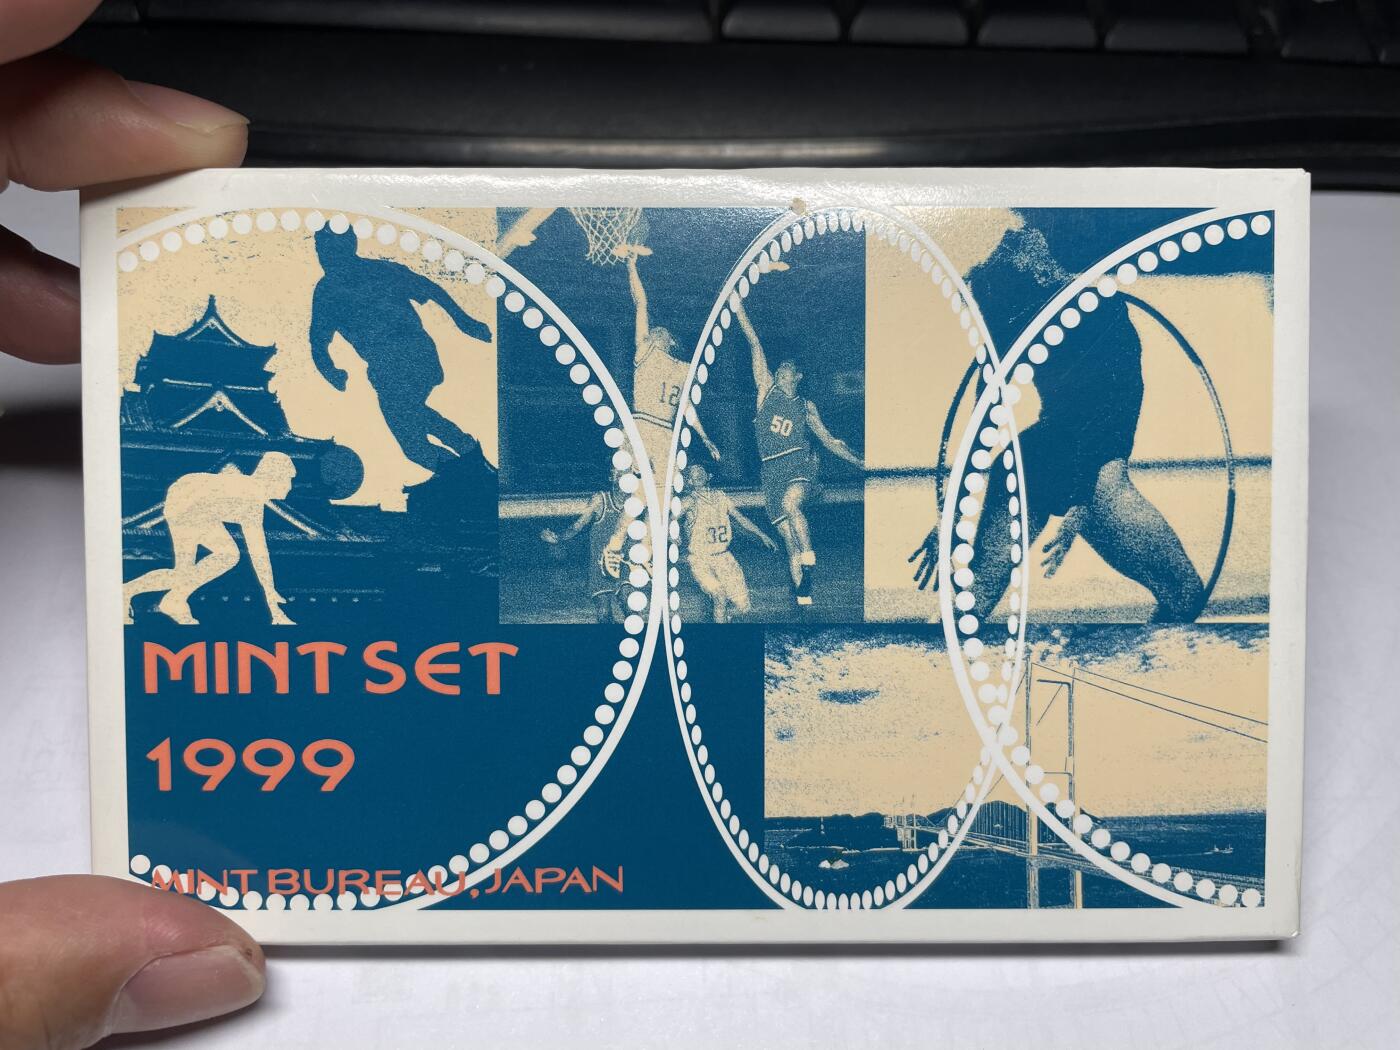 12
50
32
MINT SET
1999
MINT BUREAU, JAPAN